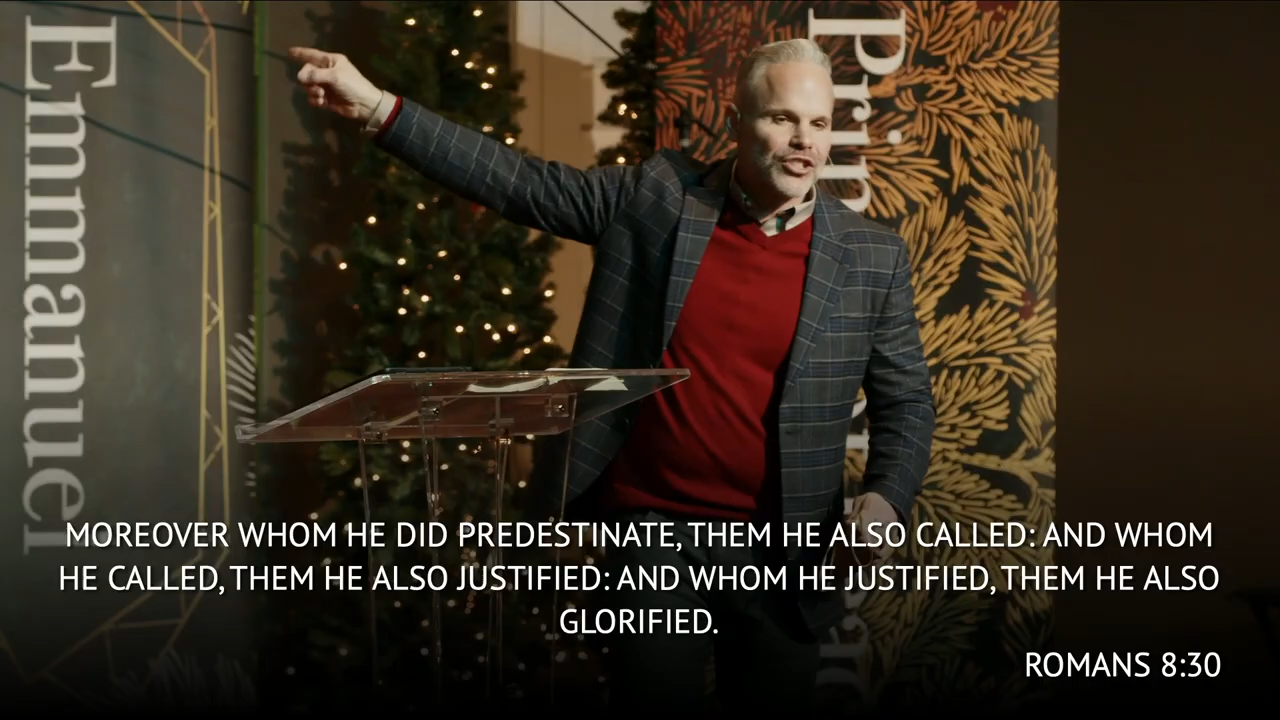 Emmanuel
Prin
MOREOVER WHOM HE DID PREDESTINATE, THEM HE ALSO CALLED: AND WHOM
HE CALLED, THEM HE ALSO JUSTIFIED: AND WHOM HE JUSTIFIED, THEM HE ALSO
GLORIFIED.
ROMANS 8:30